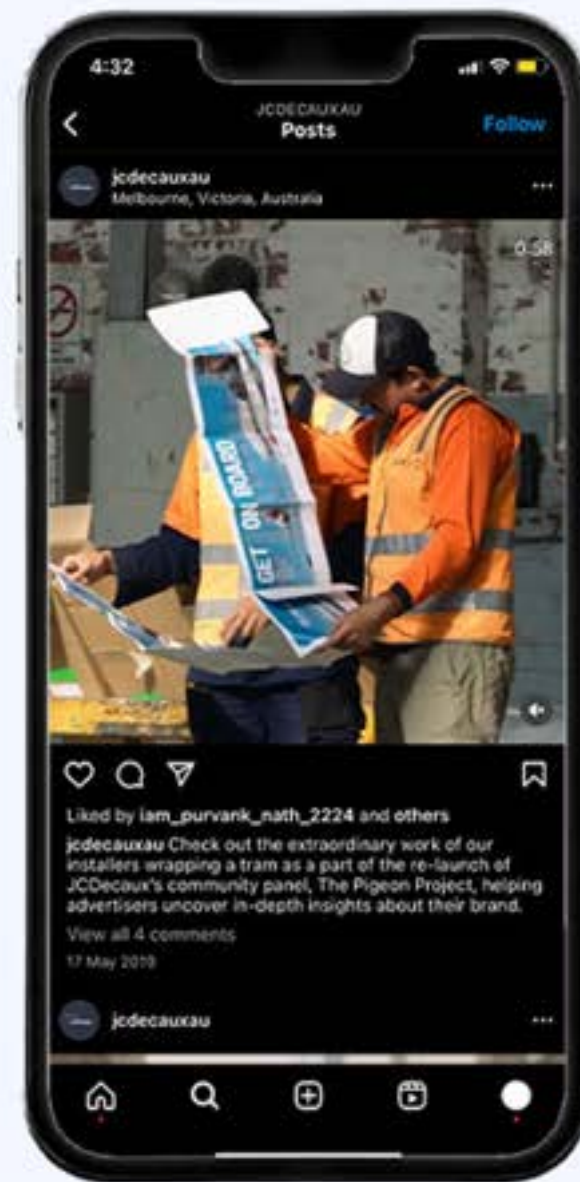 4:32
JCDECAUXAU
Posts
Follow
jcdecauxau
Melbourne, Victoria, Australia
0:58
GET ON BOARD
Liked by iam_purvank_nath_2224 and others
jcdecauxau Check out the extraordinary work of our
installers wrapping a tram as a part of the re-launch of
JCDecaux's community panel, The Pigeon Project, helping
advertisers uncover in-depth insights about their brand.
View all 4 comments
17 May 2019
jcdecauxau